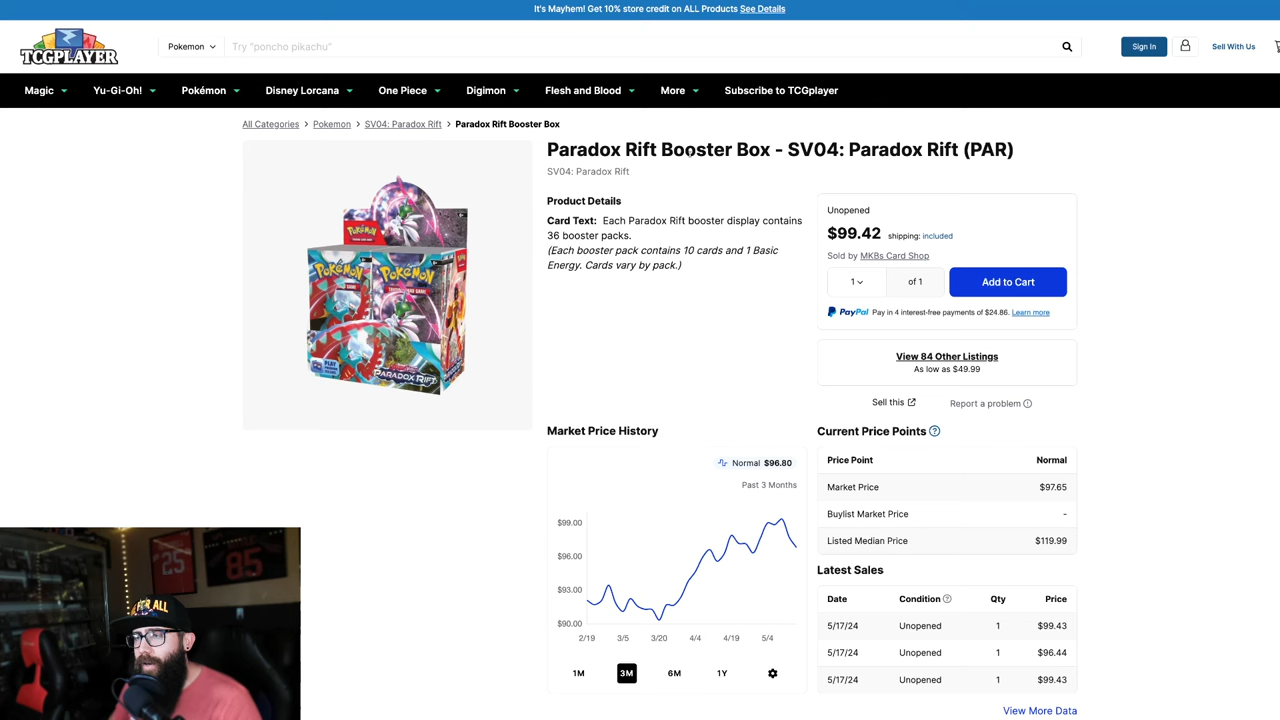 It's Mayhem! Get 10% store credit on ALL Products See Details
TCGPLAYER
Pokemon
Try "poncho pikachu"
Sign In
Sell With Us
Magic
Yu-Gi-Oh!
Pokémon
Disney Lorcana
One Piece
Digimon
Flesh and Blood
More
Subscribe to TCGplayer
All Categories > Pokemon > SV04: Paradox Rift > Paradox Rift Booster Box
Paradox Rift Booster Box - SV04: Paradox Rift (PAR)
SV04: Paradox Rift
Product Details
Card Text: Each Paradox Rift booster display contains
36 booster packs.
(Each booster pack contains 10 cards and 1 Basic
Energy. Cards vary by pack.)
Pokémon
Pokémon
Pokémon
PARADOX RIFT
Unopened
$99.42 shipping: included
Sold by MKBs Card Shop
1
of 1
Add to Cart
PayPal Pay in 4 interest-free payments of $24.86. Learn more
View 84 Other Listings
As low as $49.99
Sell this
Report a problem
Market Price History
Normal $96.80
Past 3 Months
$99.00
$96.00
$93.00
$90.00
2/19 3/5 3/20 4/4 4/19 5/4
1M 3M 6M 1Y
Current Price Points ?
Price Point Normal
Market Price $97.65
Buylist Market Price -
Listed Median Price $119.99
Latest Sales
Date Condition ? Qty Price
5/17/24 Unopened 1 $99.43
5/17/24 Unopened 1 $96.44
5/17/24 Unopened 1 $99.43
View More Data
25
85